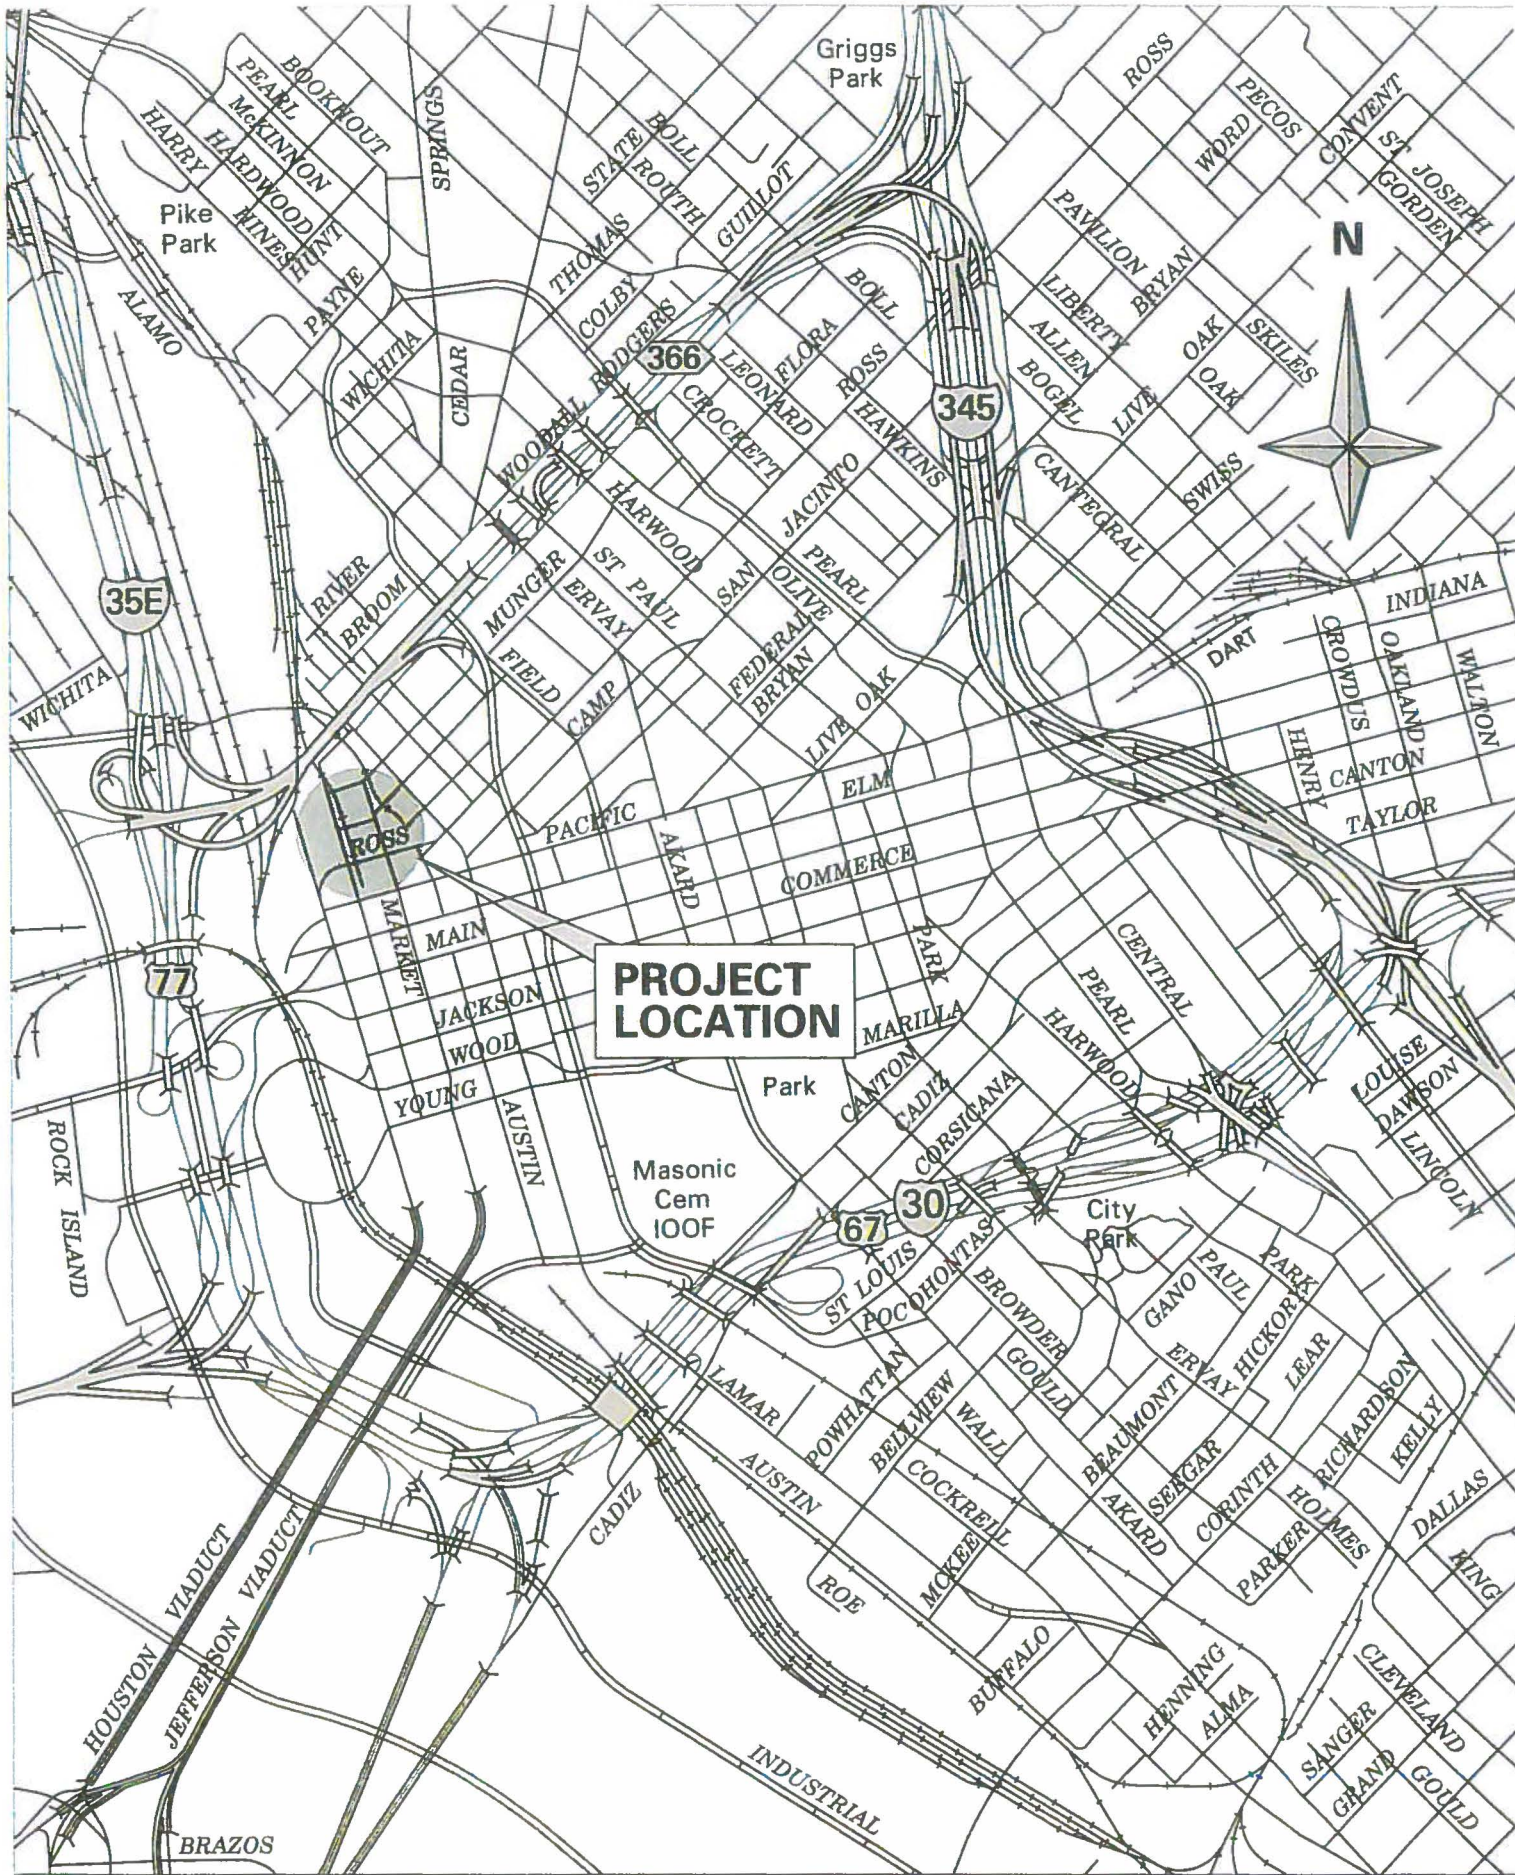 Griggs
Park
ROSS
BOOKHOUT
PEARL
McKINNON
HARDWOOD
HARRY
HINES
HUNT
PAYNE
Pike
Park
ALAMO
SPRINGS
STATE
BOLL
ROUTH
GUILLOT
THOMAS
COLBY
PECOS
WORD
CONVENT
ST JOSEPH
GORDEN
N
PAVILION
BRYAN
LIBERTY
ALLEN
BOGEL
LIVE
OAK
SKILES
OAK
SWISS
CANTEGRAL
WICHITA
CEDAR
WOODALL RODGERS
366
345
BOLL
FLORA
LEONARD
ROSS
CROCKETT
HAWKINS
JACINTO
SAN
HARWOOD
PEARL
OLIVE
35E
RIVER
BROOM
MUNGER
ST PAUL
ERVAY
FIELD
CAMP
FEDERAL
BRYAN
LIVE OAK
WICHITA
DART
INDIANA
CROWDUS
OAKLAND
WALTON
HENRY
CANTON
TAYLOR
ROSS
ELM
PACIFIC
AKARD
COMMERCE
MARKET
MAIN
PARK
CENTRAL
PEARL
77
PROJECT
LOCATION
JACKSON
WOOD
YOUNG
AUSTIN
MARILLA
HARWOOD
Park
CANTON
CADIZ
CORSICANA
LOUISE
DAWSON
LINCOLN
ROCK ISLAND
Masonic
Cem
IOOF
30
67
City
Park
ST LOUIS
POCOHONTAS
BROWDER
GANO
PAUL
PARK
HICKORY
LEAR
GOULD
ERVAY
LAMAR
POWHATTAN
BELLVIEW
WALL
BEAUMONT
RICHARDSON
KELLY
AUSTIN
COCKRELL
AKARD
SEAGAR
CORINTH
HOLMES
PARKER
DALLAS
KING
CADIZ
HOUSTON VIADUCT
JEFFERSON VIADUCT
ROE
MCKEE
BUFFALO
HENNING
ALMA
CLEVELAND
SANGER
GRAND
GOULD
INDUSTRIAL
BRAZOS